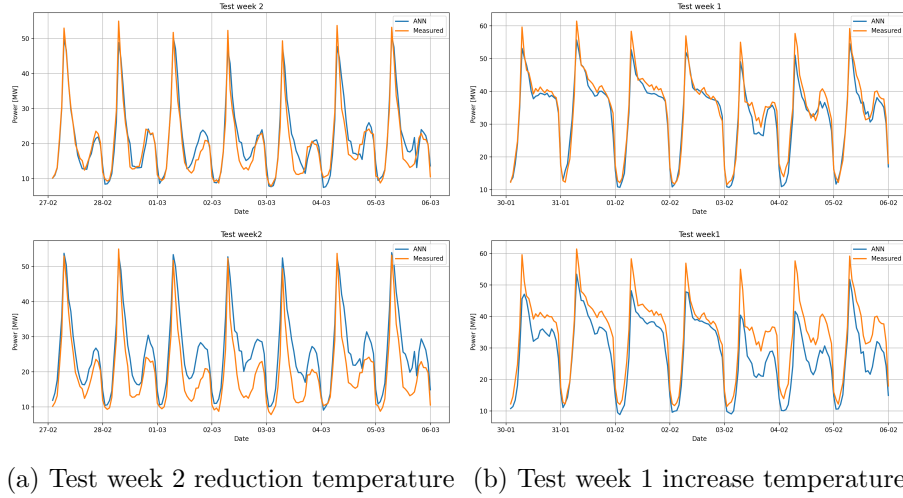 Test week 2
ANN
Measured
Power [MW]
50
40
30
20
10
27-02 28-02 01-03 02-03 03-03 04-03 05-03 06-03
Date
Test week 1
ANN
Measured
Power [MW]
60
50
40
30
20
10
30-01 31-01 01-02 02-02 03-02 04-02 05-02 06-02
Date
Test week2
ANN
Measured
Power [MW]
50
40
30
20
10
27-02 28-02 01-03 02-03 03-03 04-03 05-03 06-03
Date
Test week1
ANN
Measured
Power [MW]
60
50
40
30
20
10
30-01 31-01 01-02 02-02 03-02 04-02 05-02 06-02
Date
(a) Test week 2 reduction temperature
(b) Test week 1 increase temperature